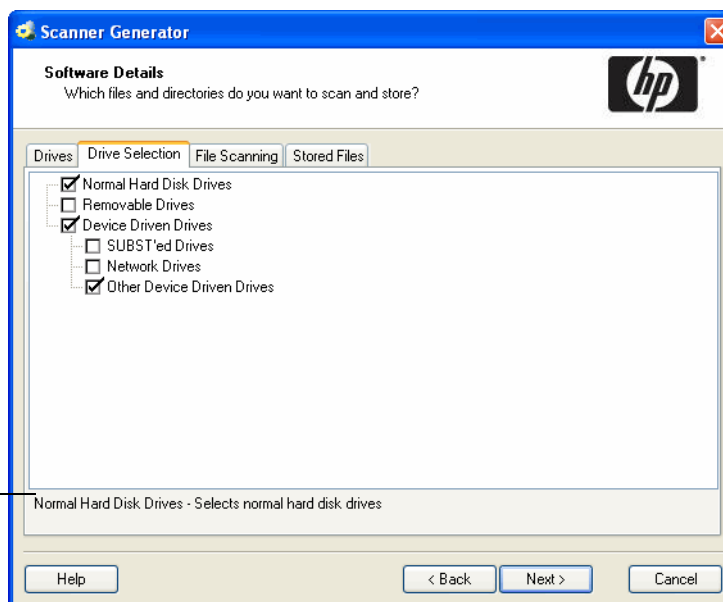 Scanner Generator
Software Details
Which files and directories do you want to scan and store?
hp
Drives Drive Selection File Scanning Stored Files
Normal Hard Disk Drives
Removable Drives
Device Driven Drives
SUBST'ed Drives
Network Drives
Other Device Driven Drives
Normal Hard Disk Drives - Selects normal hard disk drives
Help < Back Next > Cancel